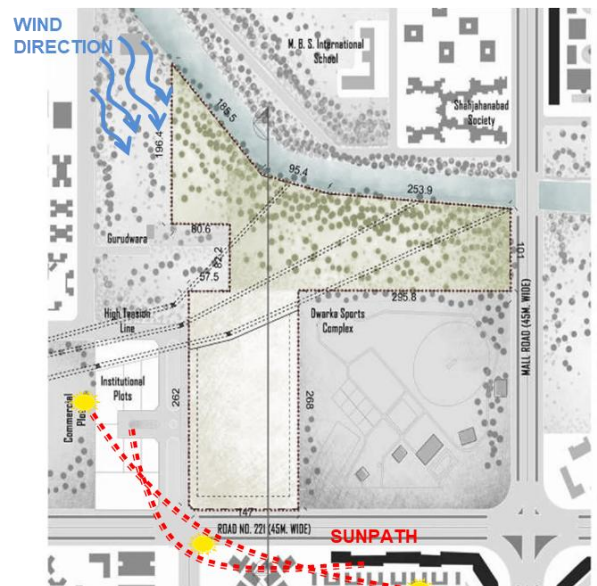 WIND
DIRECTION
M. B. S. International
School
Shahjahanabad
Society
186.5
196.4
95.4
253.9
80.6
Gurudwara
82.2
57.5
101
295.8
High Tension
Line
Dwarka Sports
Complex
MALL ROAD (45M. WIDE)
Institutional
Plots
Commercial
262
268
147
ROAD NO. 221 (45M. WIDE)
SUNPATH